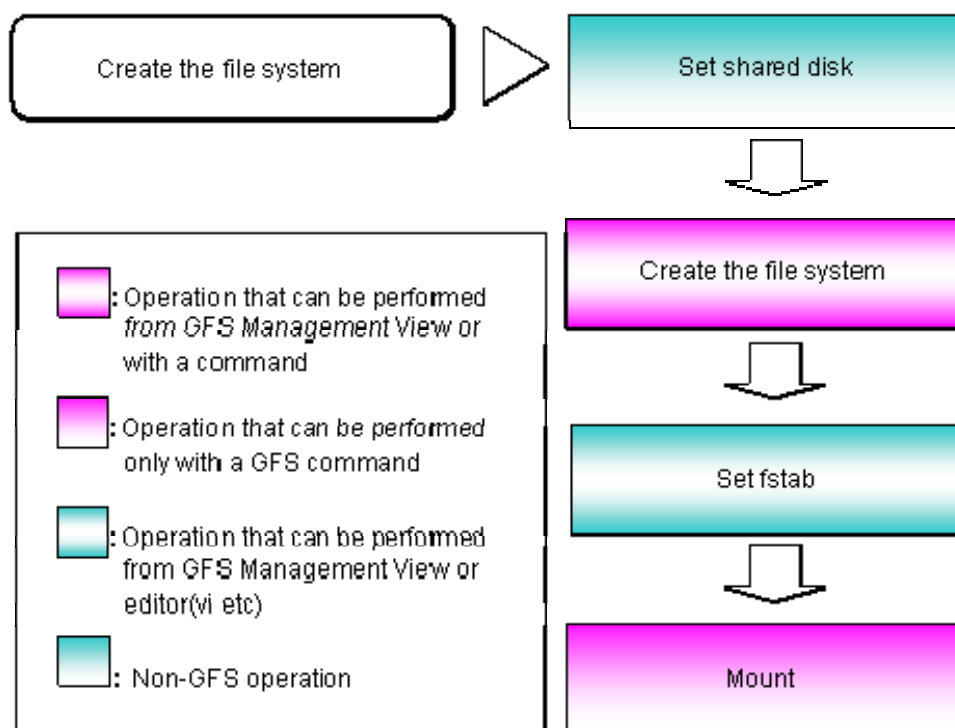 Create the file system
Set shared disk
Create the file system
Set fstab
Mount
: Operation that can be performed
from GFS Management View or
with a command
: Operation that can be performed
only with a GFS command
: Operation that can be performed
from GFS Management View or
editor(vi etc)
: Non-GFS operation